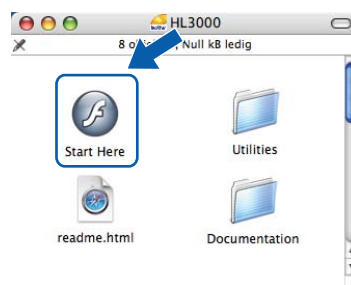 HL3000
8 o Null kB ledig
Start Here
Utilities
readme.html
Documentation